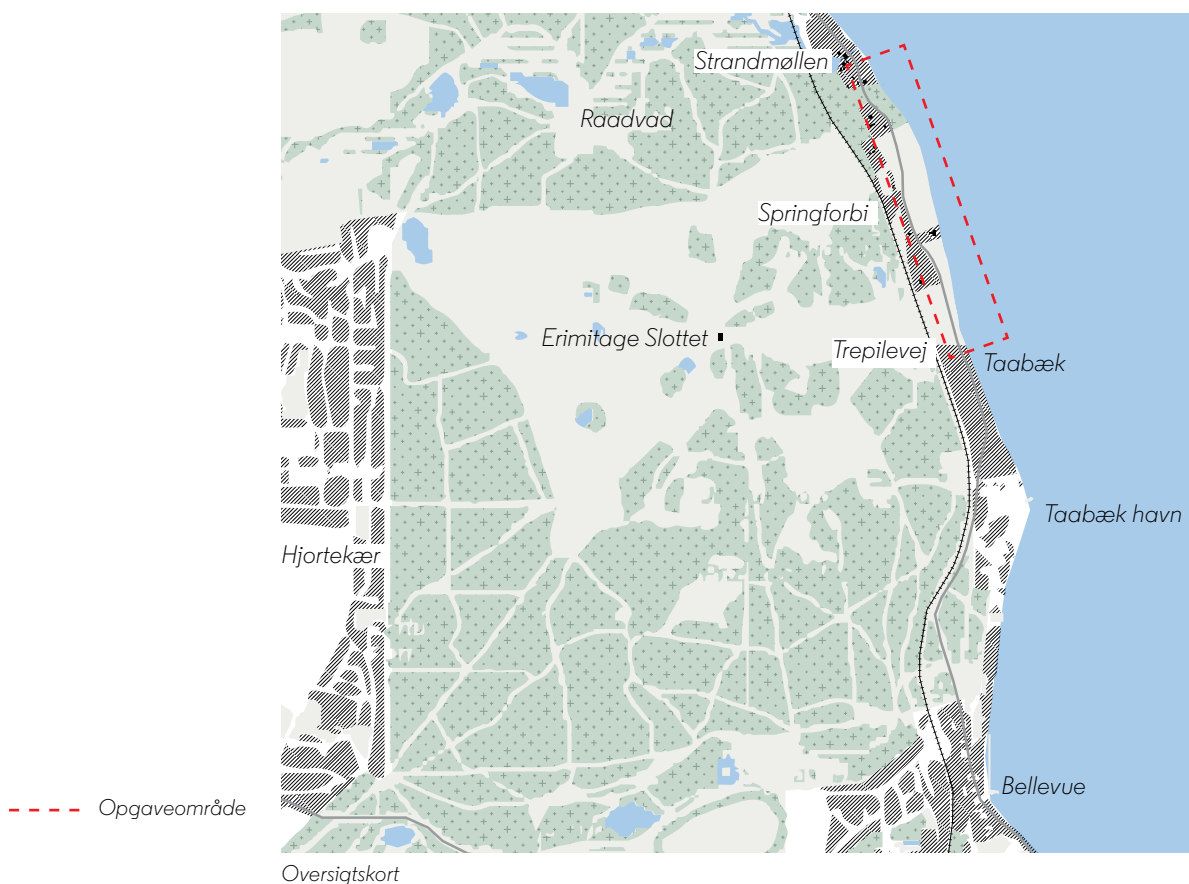 Strandmøllen
Raadvad
Springforbi
Erimitage Slottet
Trepilevej
Taabæk
Taabæk havn
Hjortekær
Bellevue
Opgaveområde
Oversigtskort